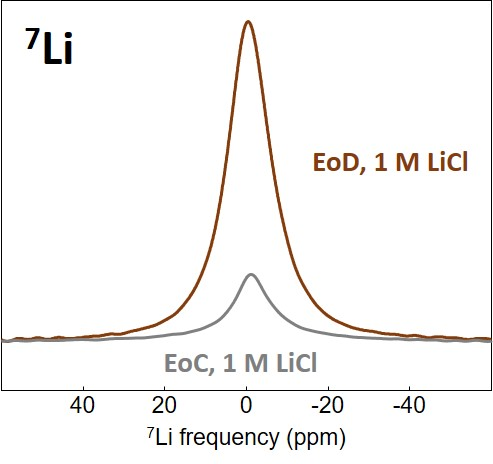 ⁷Li
EoD, 1 M LiCl
EoC, 1 M LiCl
40 20 0 -20 -40
⁷Li frequency (ppm)